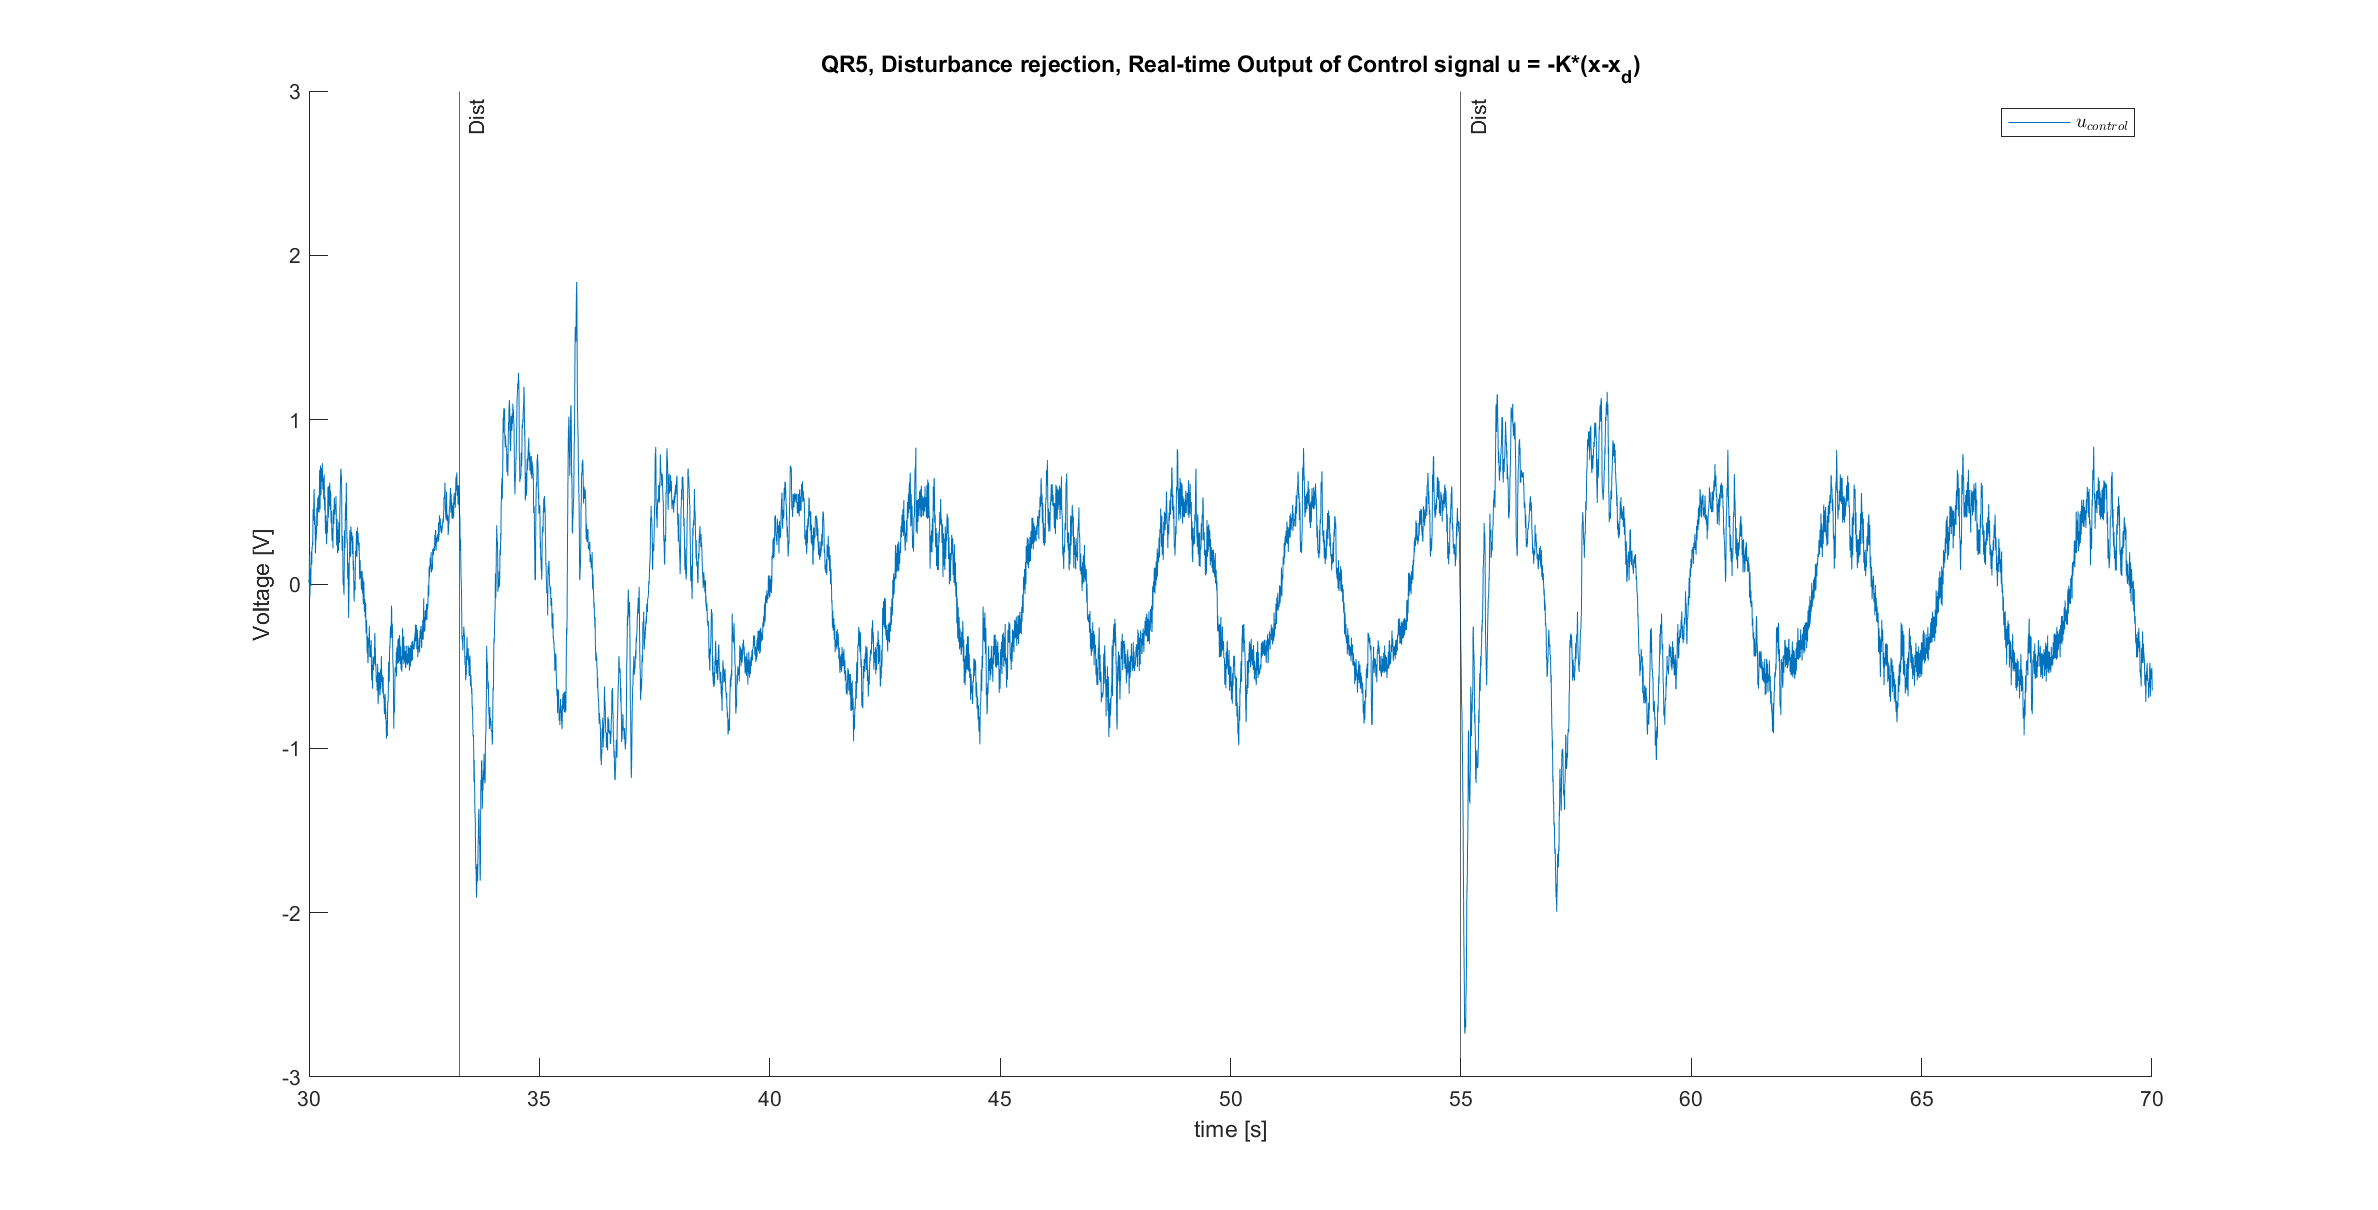 QR5, Disturbance rejection, Real-time Output of Control signal u = -K*(x-x_d)
Dist
Dist
u_control
3
2
1
0
-1
-2
-3
Voltage [V]
30 35 40 45 50 55 60 65 70
time [s]